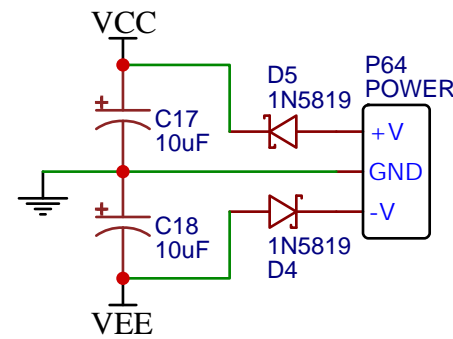 VCC
D5
1N5819
P64
POWER
+
C17
10uF
+V
GND
-V
+
C18
10uF
1N5819
D4
VEE